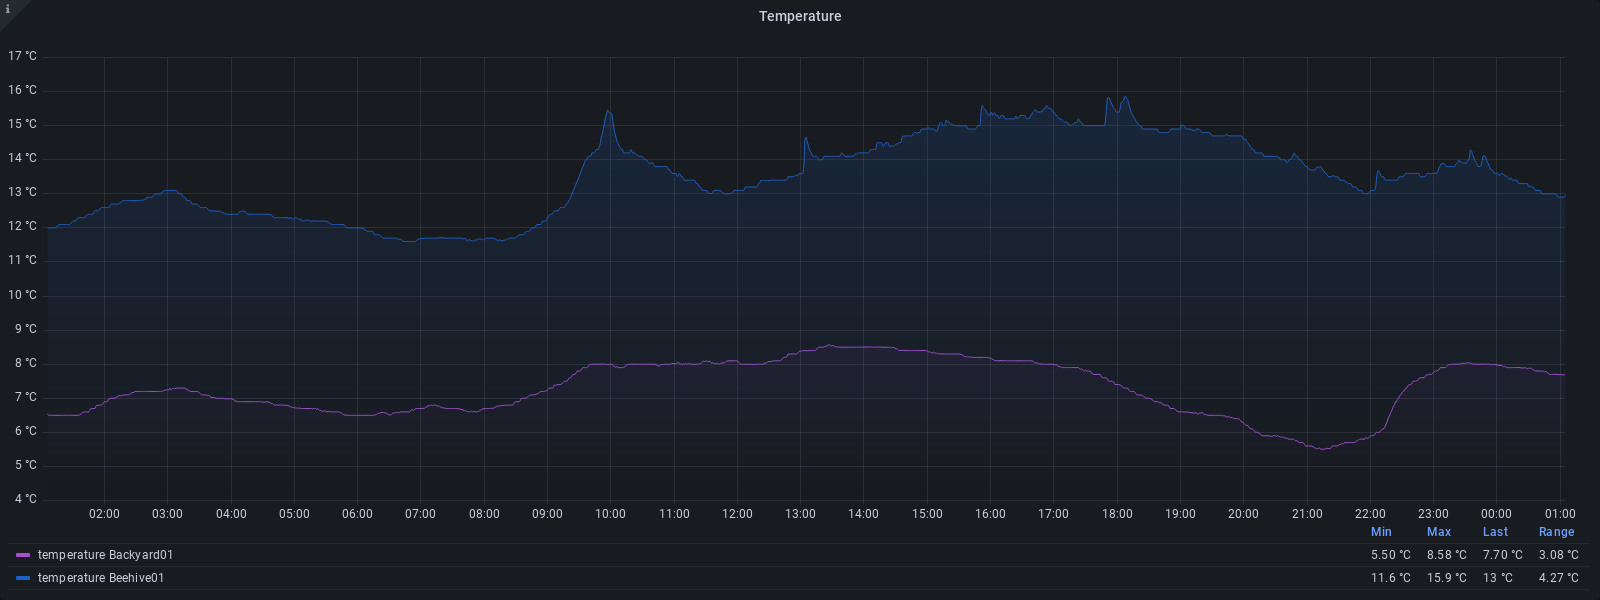 i
Temperature
17 °C
16 °C
15 °C
14 °C
13 °C
12 °C
11 °C
10 °C
9 °C
8 °C
7 °C
6 °C
5 °C
4 °C
02:00 03:00 04:00 05:00 06:00 07:00 08:00 09:00 10:00 11:00 12:00 13:00 14:00 15:00 16:00 17:00 18:00 19:00 20:00 21:00 22:00 23:00 00:00 01:00
Min Max Last Range
temperature Backyard01 5.50 °C 8.58 °C 7.70 °C 3.08 °C
temperature Beehive01 11.6 °C 15.9 °C 13 °C 4.27 °C